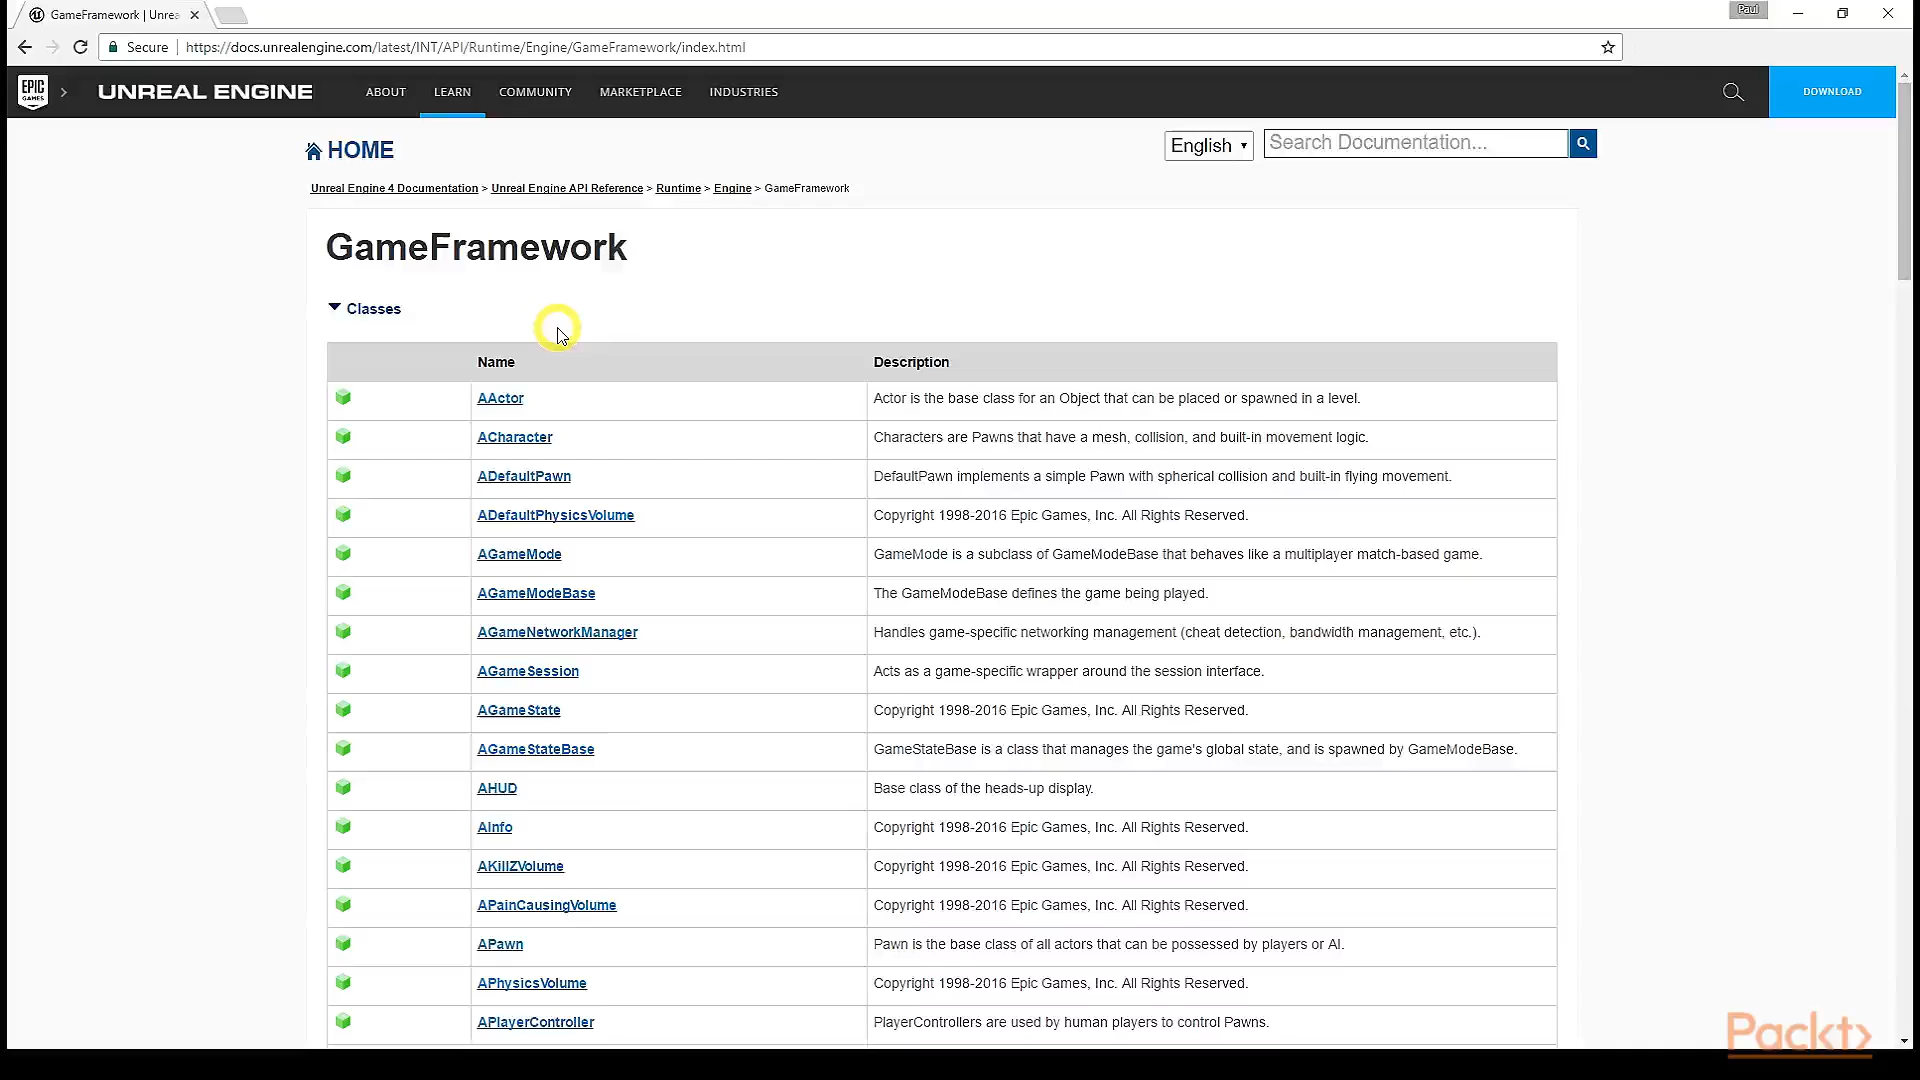 GameFramework | Unrea
Paul
Secure
https://docs.unrealengine.com/latest/INT/API/Runtime/Engine/GameFramework/index.html
EPIC GAMES
UNREAL ENGINE
ABOUT LEARN COMMUNITY MARKETPLACE INDUSTRIES
DOWNLOAD
HOME
English
Search Documentation...
Unreal Engine 4 Documentation > Unreal Engine API Reference > Runtime > Engine > GameFramework
GameFramework
Classes
Name Description
AActor Actor is the base class for an Object that can be placed or spawned in a level.
ACharacter Characters are Pawns that have a mesh, collision, and built-in movement logic.
ADefaultPawn DefaultPawn implements a simple Pawn with spherical collision and built-in flying movement.
ADefaultPhysicsVolume Copyright 1998-2016 Epic Games, Inc. All Rights Reserved.
AGameMode GameMode is a subclass of GameModeBase that behaves like a multiplayer match-based game.
AGameModeBase The GameModeBase defines the game being played.
AGameNetworkManager Handles game-specific networking management (cheat detection, bandwidth management, etc.).
AGameSession Acts as a game-specific wrapper around the session interface.
AGameState Copyright 1998-2016 Epic Games, Inc. All Rights Reserved.
AGameStateBase GameStateBase is a class that manages the game's global state, and is spawned by GameModeBase.
AHUD Base class of the heads-up display.
AInfo Copyright 1998-2016 Epic Games, Inc. All Rights Reserved.
AKillZVolume Copyright 1998-2016 Epic Games, Inc. All Rights Reserved.
APainCausingVolume Copyright 1998-2016 Epic Games, Inc. All Rights Reserved.
APawn Pawn is the base class of all actors that can be possessed by players or AI.
APhysicsVolume Copyright 1998-2016 Epic Games, Inc. All Rights Reserved.
APlayerController PlayerControllers are used by human players to control Pawns.
Packt>